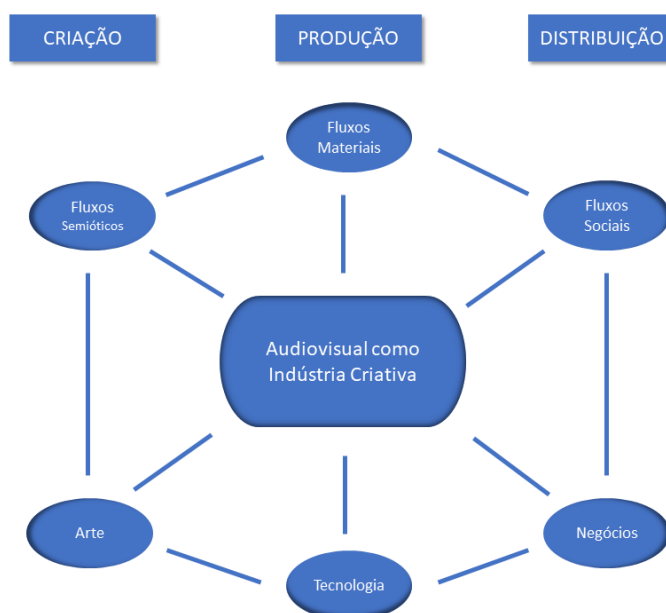 CRIAÇÃO
PRODUÇÃO
DISTRIBUIÇÃO
Fluxos
Materiais
Fluxos
Semióticos
Fluxos
Sociais
Audiovisual como
Indústria Criativa
Arte
Negócios
Tecnologia